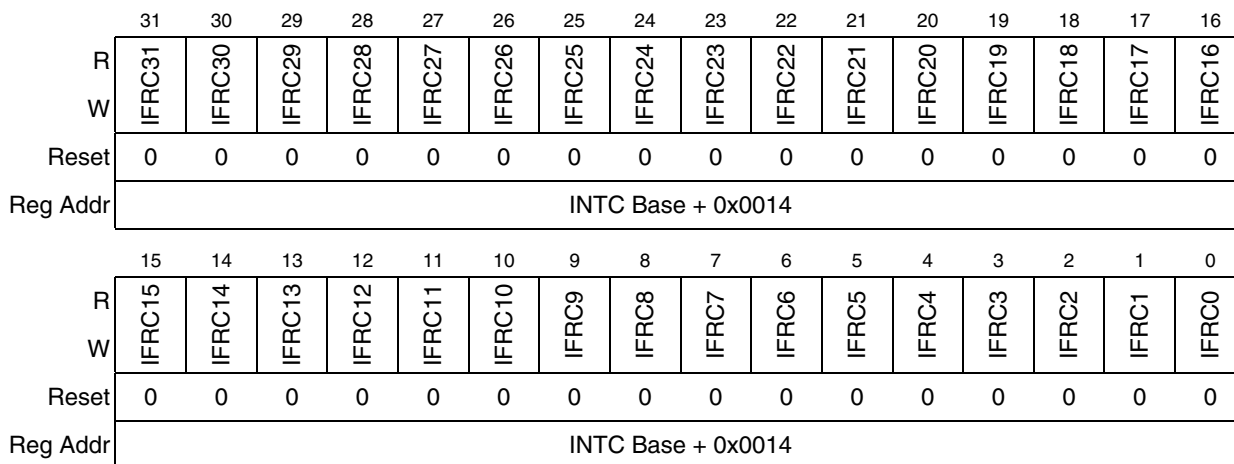 31 30 29 28 27 26 25 24 23 22 21 20 19 18 17 16
R
W
IFRC31 IFRC30 IFRC29 IFRC28 IFRC27 IFRC26 IFRC25 IFRC24 IFRC23 IFRC22 IFRC21 IFRC20 IFRC19 IFRC18 IFRC17 IFRC16
Reset 0 0 0 0 0 0 0 0 0 0 0 0 0 0 0 0
Reg Addr INTC Base + 0x0014
15 14 13 12 11 10 9 8 7 6 5 4 3 2 1 0
R
W
IFRC15 IFRC14 IFRC13 IFRC12 IFRC11 IFRC10 IFRC9 IFRC8 IFRC7 IFRC6 IFRC5 IFRC4 IFRC3 IFRC2 IFRC1 IFRC0
Reset 0 0 0 0 0 0 0 0 0 0 0 0 0 0 0 0
Reg Addr INTC Base + 0x0014